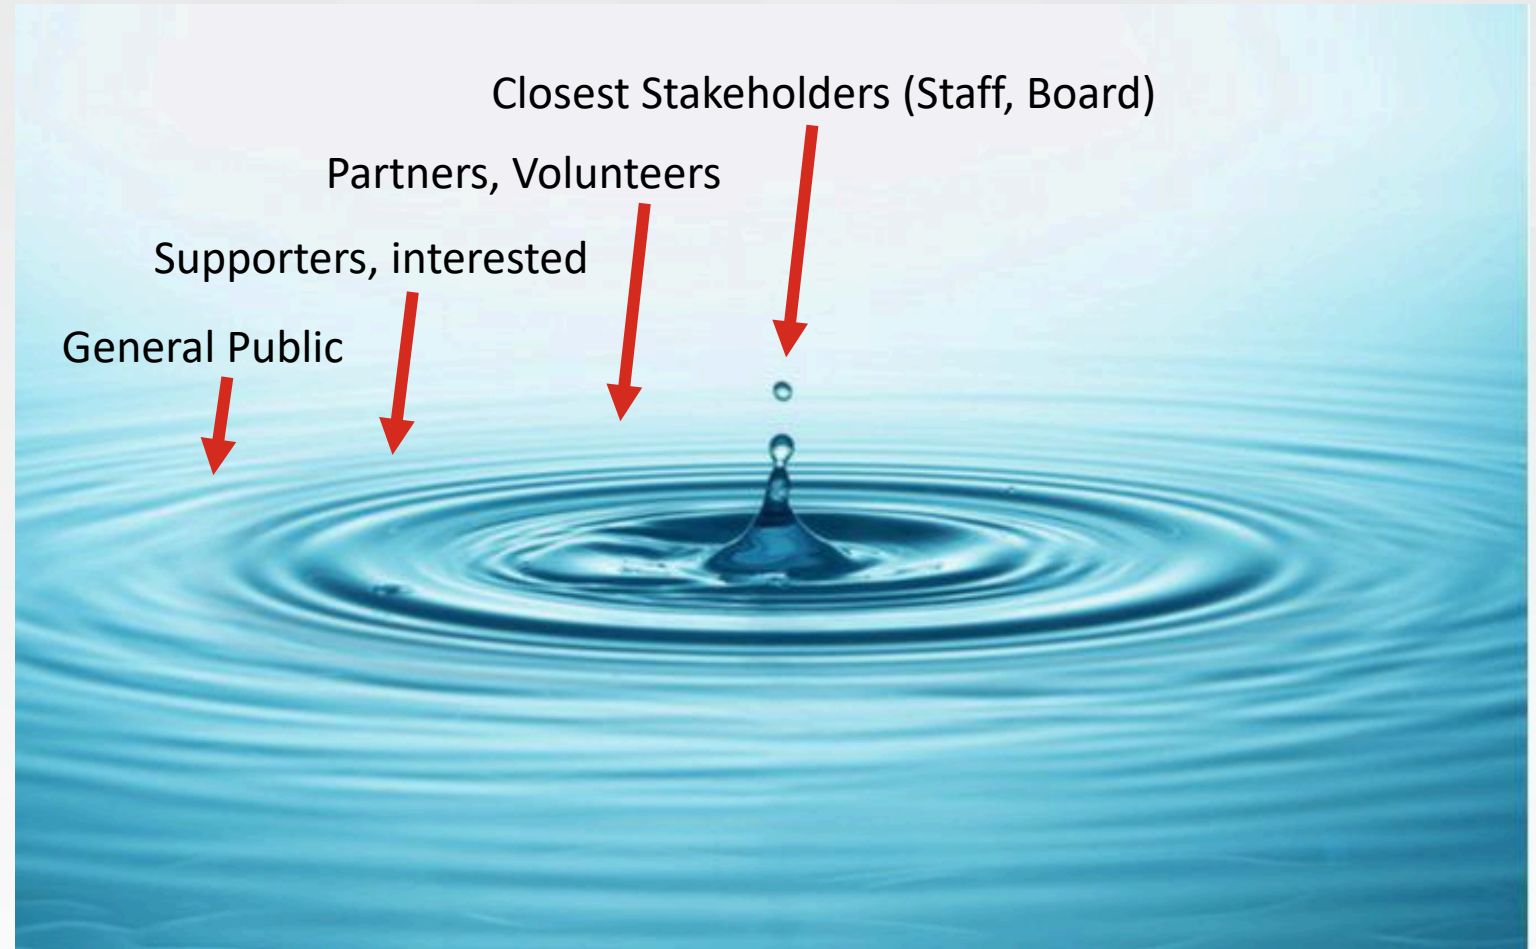 Closest Stakeholders (Staff, Board)
Partners, Volunteers
Supporters, interested
General Public